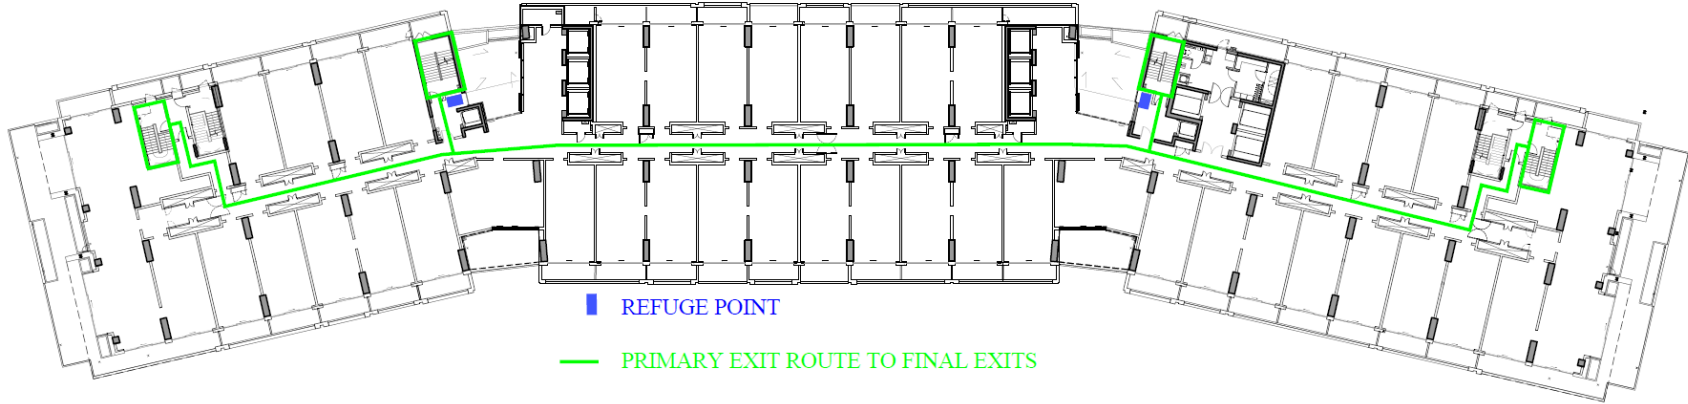 REFUGE POINT
PRIMARY EXIT ROUTE TO FINAL EXITS